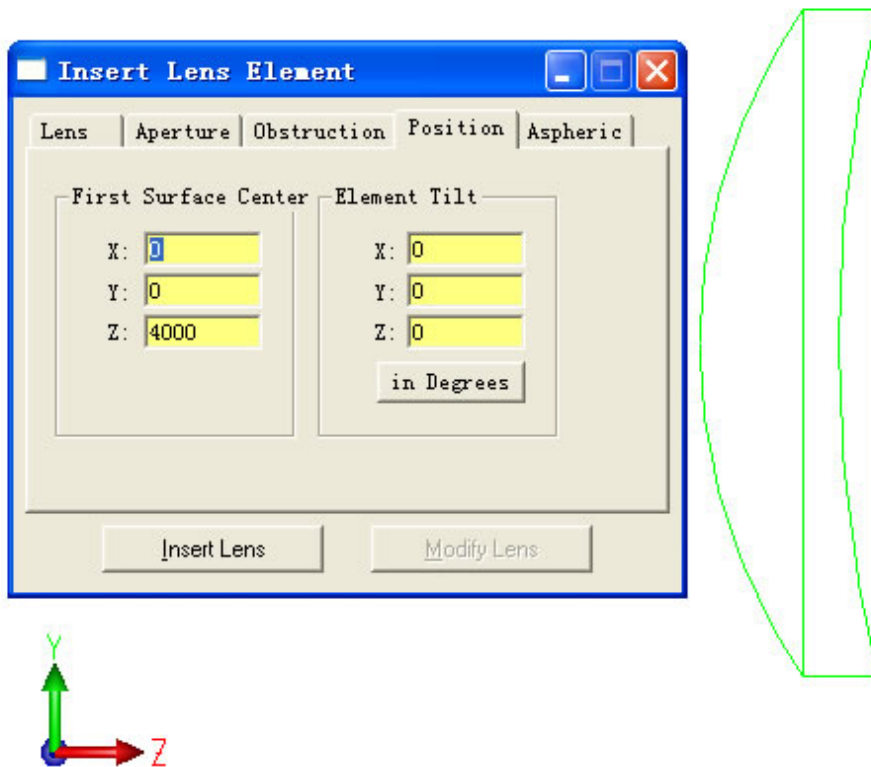 Insert Lens Element
Lens Aperture Obstruction Position Aspheric
First Surface Center Element Tilt
X: 0 X: 0
Y: 0 Y: 0
Z: 4000 Z: 0
in Degrees
Insert Lens Modify Lens
Y
Z